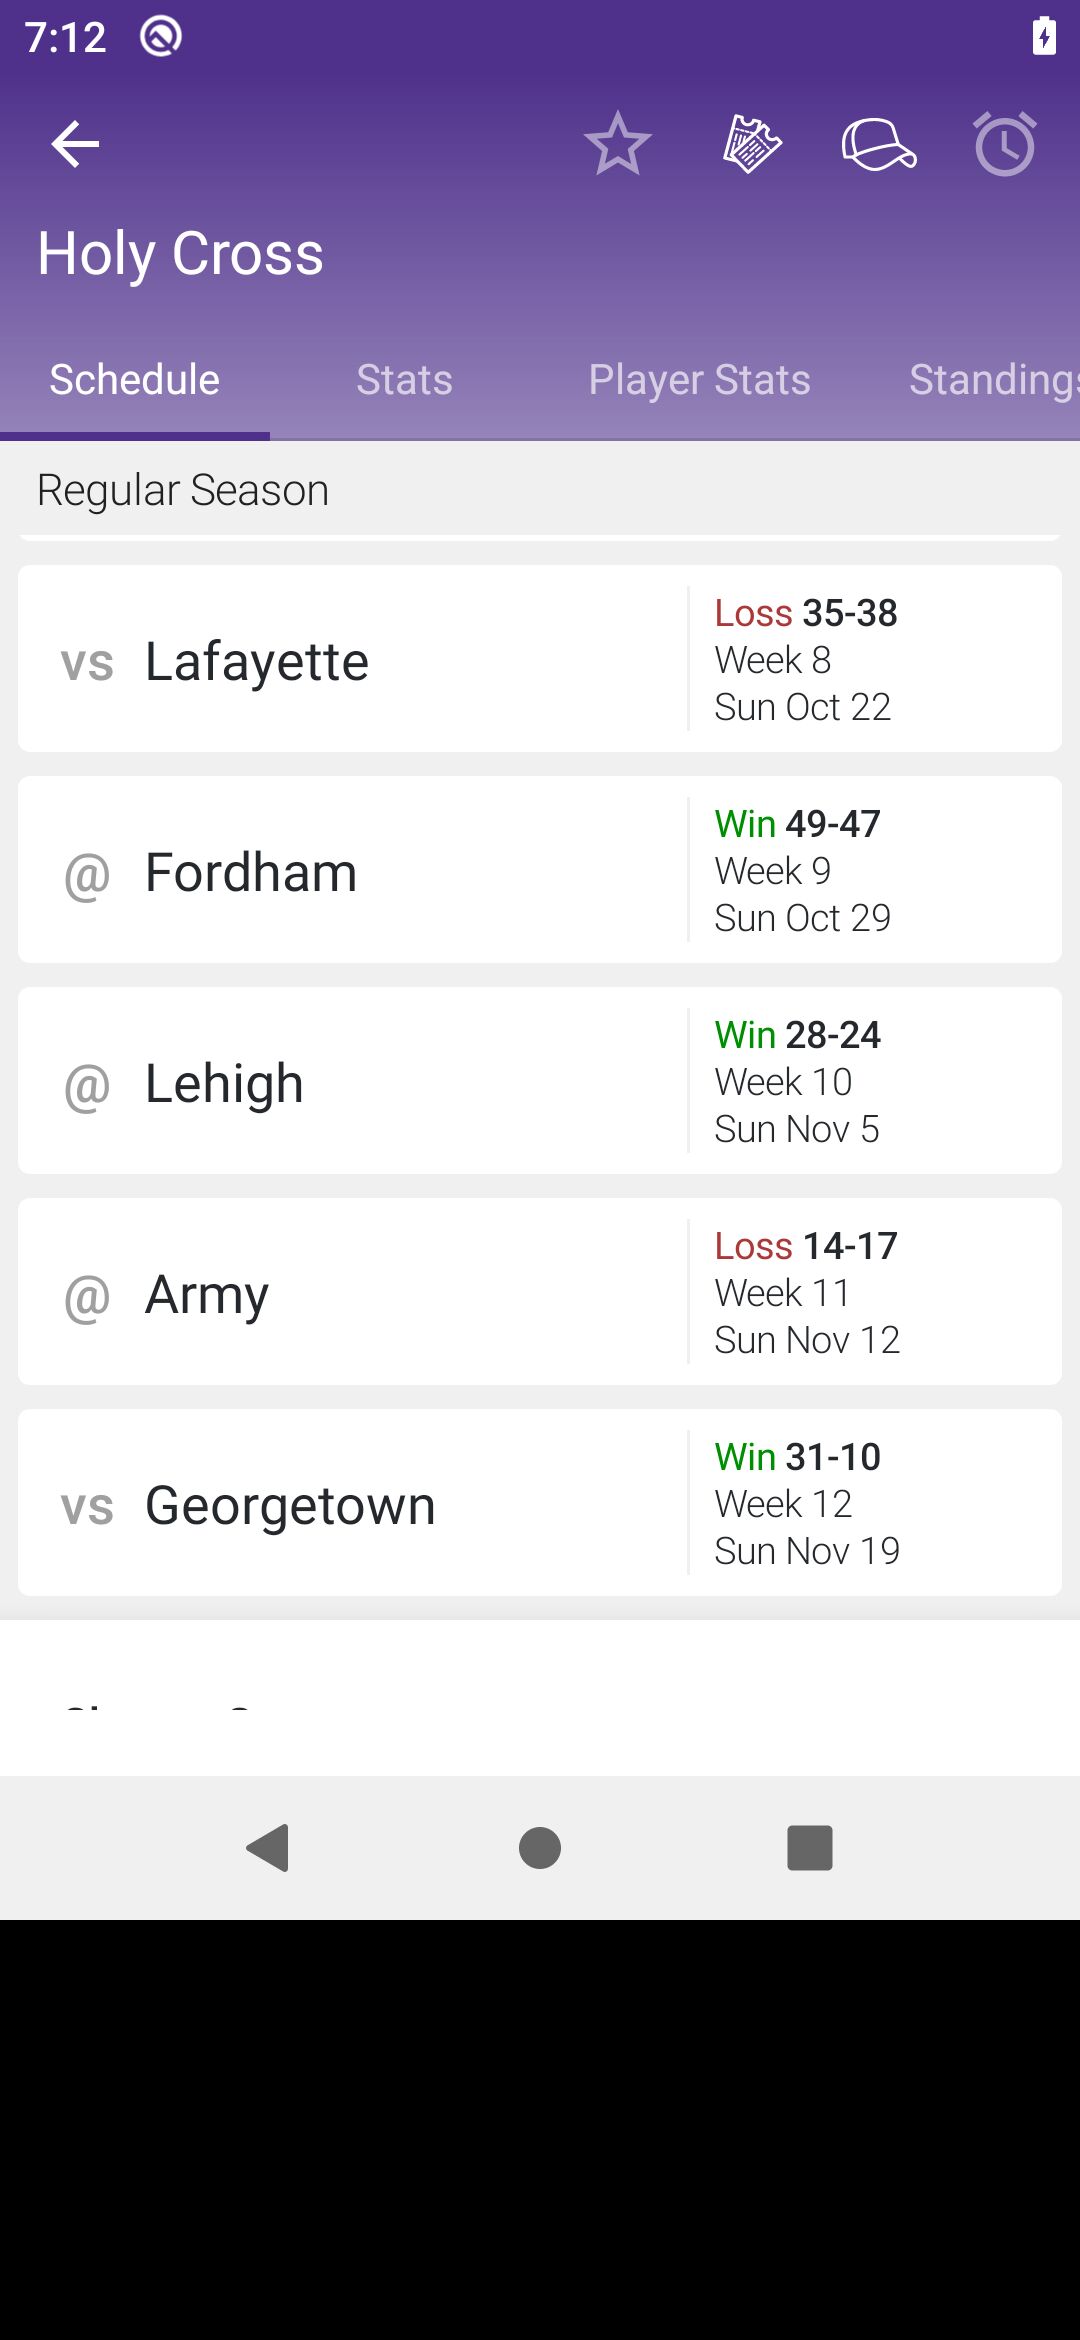 7:12
Holy Cross
Schedule Stats Player Stats Standings
Regular Season
vs Lafayette
Loss 35-38
Week 8
Sun Oct 22
@ Fordham
Win 49-47
Week 9
Sun Oct 29
@ Lehigh
Win 28-24
Week 10
Sun Nov 5
@ Army
Loss 14-17
Week 11
Sun Nov 12
vs Georgetown
Win 31-10
Week 12
Sun Nov 19